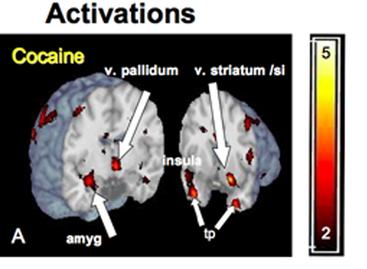 Activations
Cocaine
v. pallidum
v. striatum /si
insula
amyg
tp
A
5
2